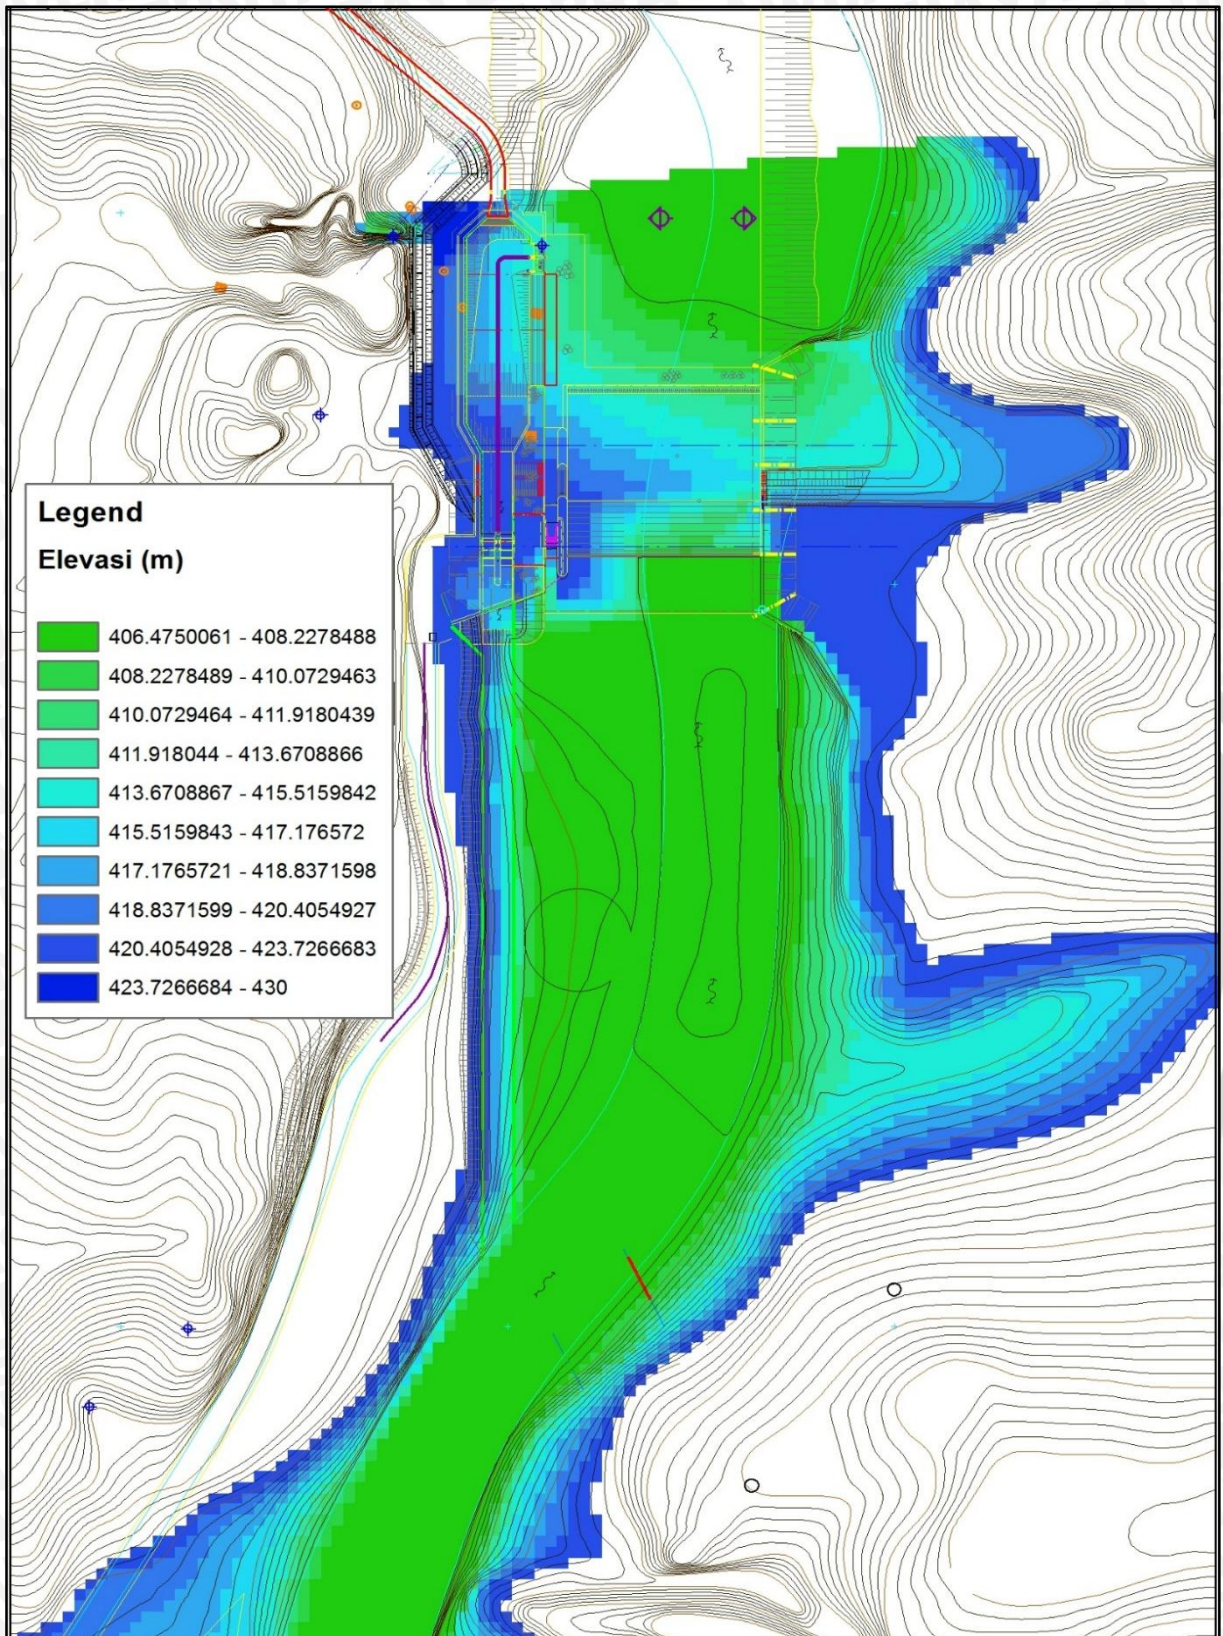 Legend
Elevasi (m)
406.4750061 - 408.2278488
408.2278489 - 410.0729463
410.0729464 - 411.9180439
411.918044 - 413.6708866
413.6708867 - 415.5159842
415.5159843 - 417.176572
417.1765721 - 418.8371598
418.8371599 - 420.4054927
420.4054928 - 423.7266683
423.7266684 - 430